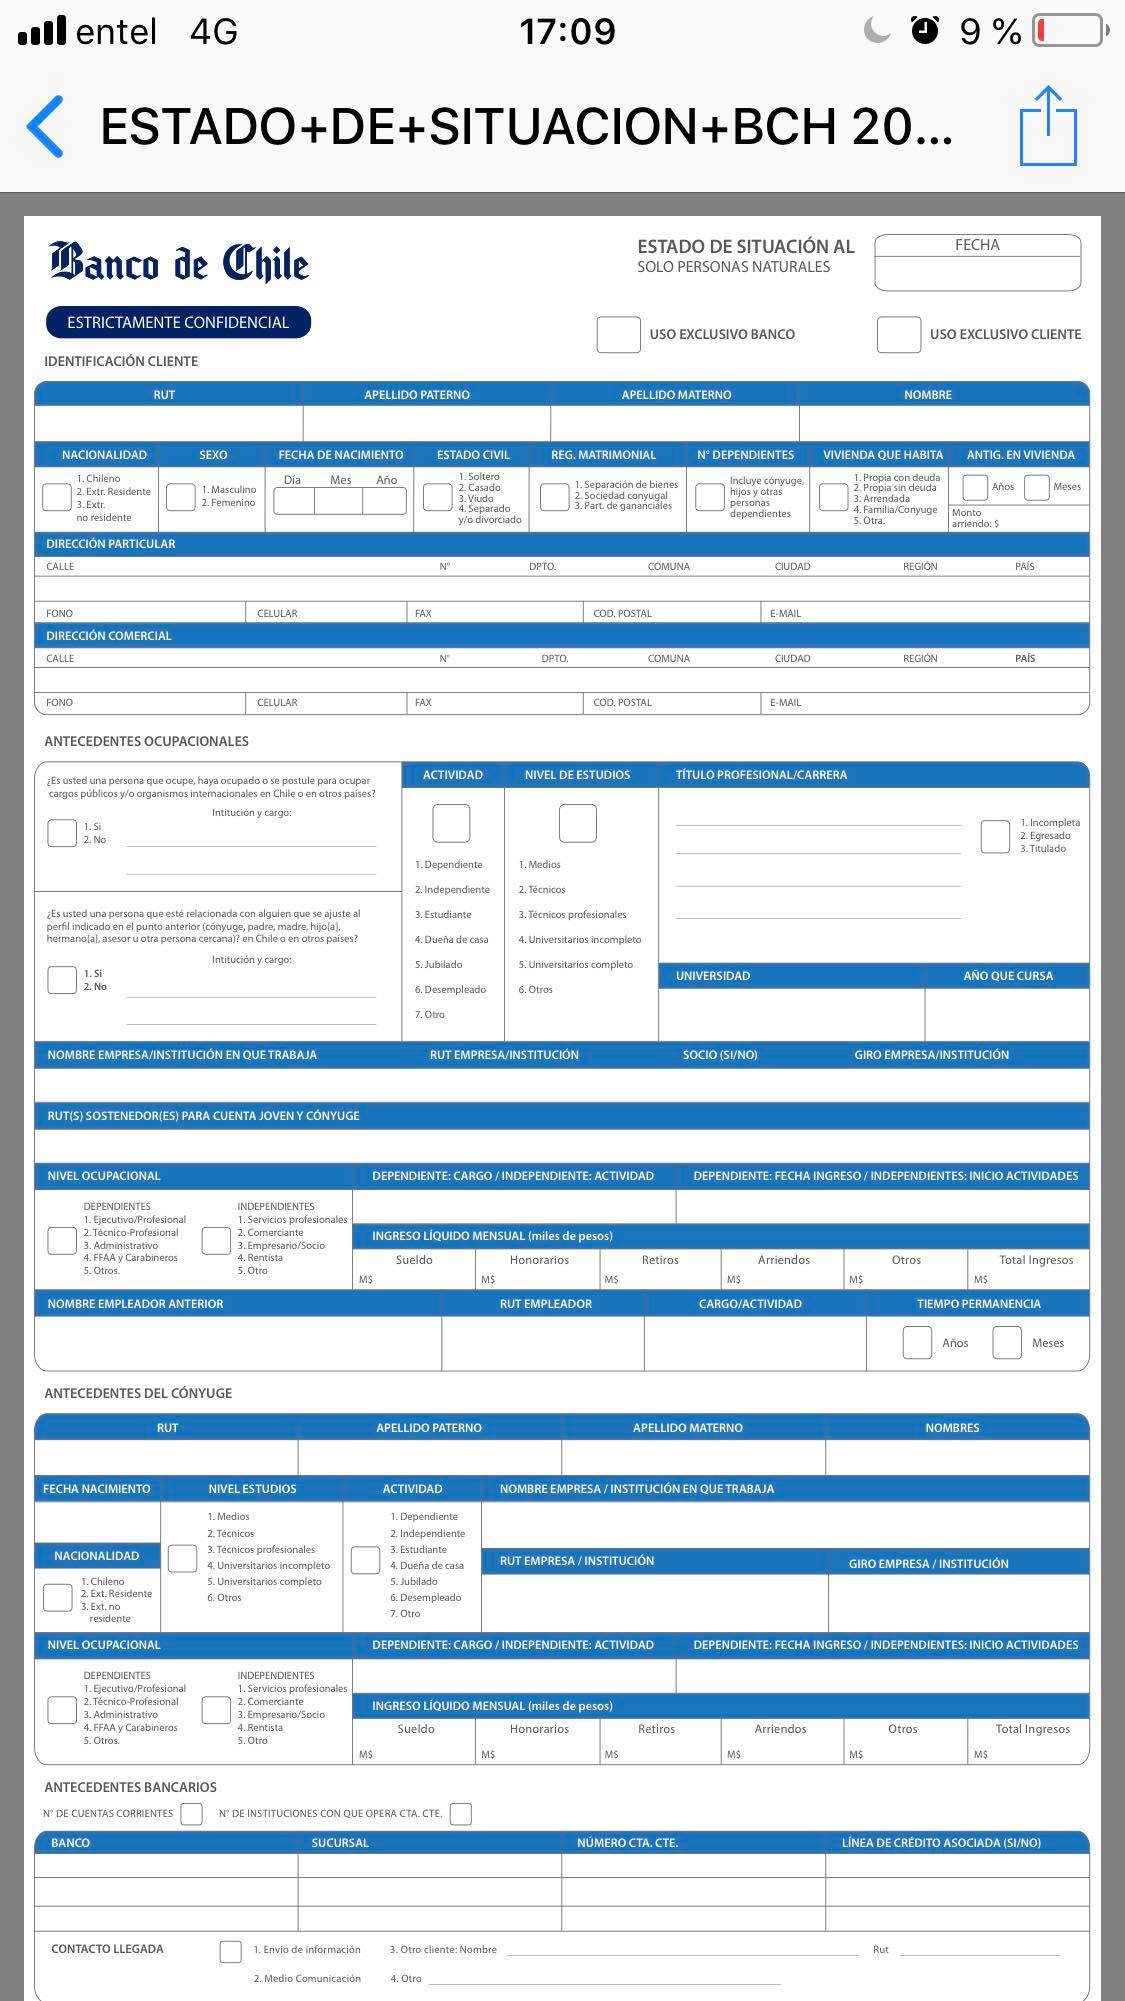 entel 4G 17:09 9 %
ESTADO+DE+SITUACION+BCH 20...
Banco de Chile
ESTADO DE SITUACIÓN AL
SOLO PERSONAS NATURALES
FECHA
ESTRICTAMENTE CONFIDENCIAL
USO EXCLUSIVO BANCO USO EXCLUSIVO CLIENTE
IDENTIFICACIÓN CLIENTE
RUT APELLIDO PATERNO APELLIDO MATERNO NOMBRE
NACIONALIDAD SEXO FECHA DE NACIMIENTO ESTADO CIVIL REG. MATRIMONIAL N° DEPENDIENTES VIVIENDA QUE HABITA ANTIG. EN VIVIENDA
1. Chileno
2. Extr. Residente
3. Extr.
no residente
1. Masculino
2. Femenino
Día Mes Año
1. Soltero
2. Casado
3. Viudo
4. Separado
y/o divorciado
1. Separación de bienes
2. Sociedad conyugal
3. Part. de gananciales
Incluye cónyuge,
hijos y otras
personas
dependientes
1. Propia con deuda
2. Propia sin deuda
3. Arrendada
4. Familia/Conyuge
5. Otra.
Años Meses
Monto
arriendo: $
DIRECCIÓN PARTICULAR
CALLE N° DPTO. COMUNA CIUDAD REGIÓN PAÍS
FONO CELULAR FAX COD. POSTAL E-MAIL
DIRECCIÓN COMERCIAL
CALLE N° DPTO. COMUNA CIUDAD REGIÓN PAÍS
FONO CELULAR FAX COD. POSTAL E-MAIL
ANTECEDENTES OCUPACIONALES
¿Es usted una persona que ocupe, haya ocupado o se postule para ocupar
cargos públicos y/o organismos internacionales en Chile o en otros países?
Intitución y cargo:
1. Si
2. No
¿Es usted una persona que esté relacionada con alguien que se ajuste al
perfil indicado en el punto anterior (cónyuge, padre, madre, hijo[a],
hermano[a], asesor u otra persona cercana)? en Chile o en otros países?
Intitución y cargo:
1. Si
2. No
ACTIVIDAD
1. Dependiente
2. Independiente
3. Estudiante
4. Dueña de casa
5. Jubilado
6. Desempleado
7. Otro
NIVEL DE ESTUDIOS
1. Medios
2. Técnicos
3. Técnicos profesionales
4. Universitarios incompleto
5. Universitarios completo
6. Otros
TÍTULO PROFESIONAL/CARRERA
1. Incompleta
2. Egresado
3. Titulado
UNIVERSIDAD AÑO QUE CURSA
NOMBRE EMPRESA/INSTITUCIÓN EN QUE TRABAJA RUT EMPRESA/INSTITUCIÓN SOCIO (SI/NO) GIRO EMPRESA/INSTITUCIÓN
RUT(S) SOSTENEDOR(ES) PARA CUENTA JOVEN Y CÓNYUGE
NIVEL OCUPACIONAL DEPENDIENTE: CARGO / INDEPENDIENTE: ACTIVIDAD DEPENDIENTE: FECHA INGRESO / INDEPENDIENTES: INICIO ACTIVIDADES
DEPENDIENTES
1. Ejecutivo/Profesional
2. Técnico-Profesional
3. Administrativo
4. FFAA y Carabineros
5. Otros.
INDEPENDIENTES
1. Servicios profesionales
2. Comerciante
3. Empresario/Socio
4. Rentista
5. Otro
INGRESO LÍQUIDO MENSUAL (miles de pesos)
Sueldo Honorarios Retiros Arriendos Otros Total Ingresos
M$ M$ M$ M$ M$ M$
NOMBRE EMPLEADOR ANTERIOR RUT EMPLEADOR CARGO/ACTIVIDAD TIEMPO PERMANENCIA
Años Meses
ANTECEDENTES DEL CÓNYUGE
RUT APELLIDO PATERNO APELLIDO MATERNO NOMBRES
FECHA NACIMIENTO NIVEL ESTUDIOS ACTIVIDAD NOMBRE EMPRESA / INSTITUCIÓN EN QUE TRABAJA
NACIONALIDAD
1. Chileno
2. Ext. Residente
3. Ext. no
residente
1. Medios
2. Técnicos
3. Técnicos profesionales
4. Universitarios incompleto
5. Universitarios completo
6. Otros
1. Dependiente
2. Independiente
3. Estudiante
4. Dueña de casa
5. Jubilado
6. Desempleado
7. Otro
RUT EMPRESA / INSTITUCIÓN GIRO EMPRESA / INSTITUCIÓN
NIVEL OCUPACIONAL DEPENDIENTE: CARGO / INDEPENDIENTE: ACTIVIDAD DEPENDIENTE: FECHA INGRESO / INDEPENDIENTES: INICIO ACTIVIDADES
DEPENDIENTES
1. Ejecutivo/Profesional
2. Técnico-Profesional
3. Administrativo
4. FFAA y Carabineros
5. Otros.
INDEPENDIENTES
1. Servicios profesionales
2. Comerciante
3. Empresario/Socio
4. Rentista
5. Otro
INGRESO LÍQUIDO MENSUAL (miles de pesos)
Sueldo Honorarios Retiros Arriendos Otros Total Ingresos
M$ M$ M$ M$ M$ M$
ANTECEDENTES BANCARIOS
N° DE CUENTAS CORRIENTES N° DE INSTITUCIONES CON QUE OPERA CTA. CTE.
BANCO SUCURSAL NÚMERO CTA. CTE. LÍNEA DE CRÉDITO ASOCIADA (SI/NO)
CONTACTO LLEGADA 1. Envío de información 3. Otro cliente: Nombre Rut
2. Medio Comunicación 4. Otro